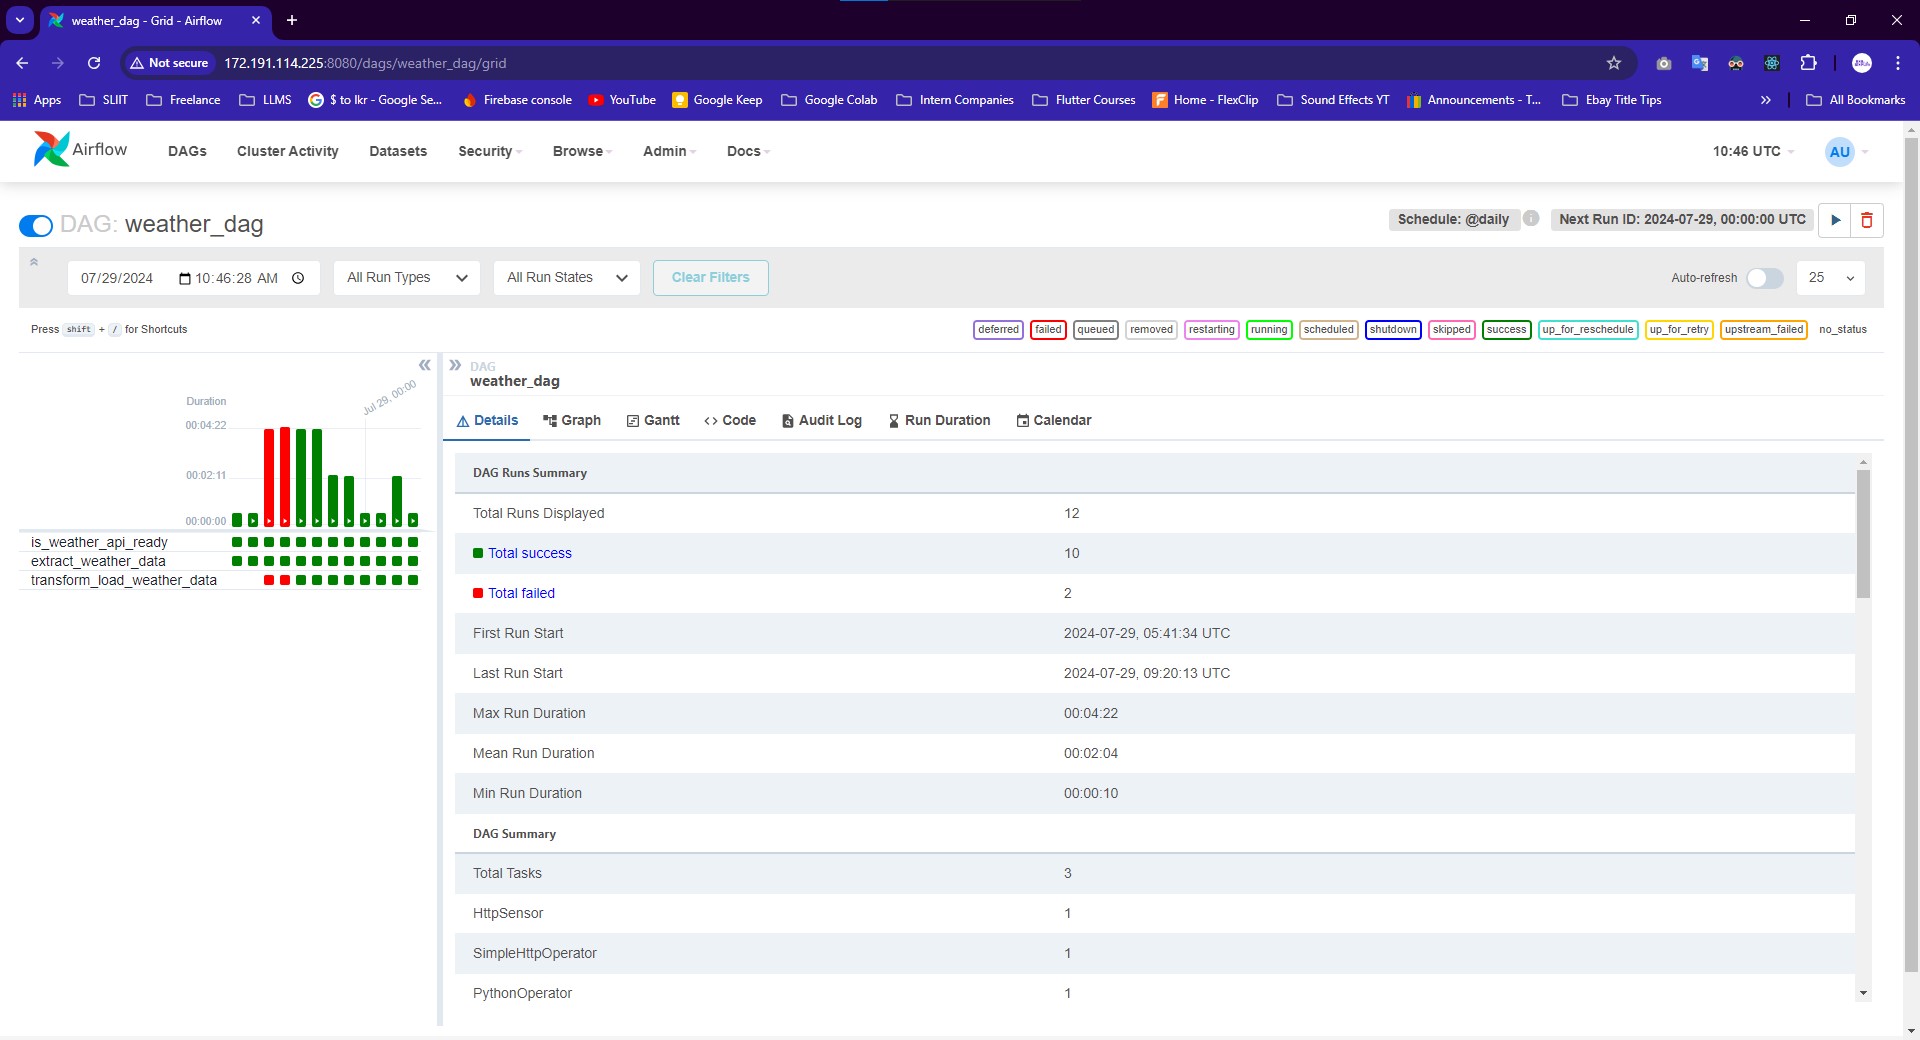 weather_dag - Grid - Airflow
Not secure 172.191.114.225:8080/dags/weather_dag/grid
Apps SLIIT Freelance LLMS $ to lkr - Google Se... Firebase console YouTube Google Keep Google Colab Intern Companies Flutter Courses Home - FlexClip Sound Effects YT Announcements - T... Ebay Title Tips All Bookmarks
Airflow DAGs Cluster Activity Datasets Security Browse Admin Docs 10:46 UTC AU
DAG: weather_dag Schedule: @daily Next Run ID: 2024-07-29, 00:00:00 UTC
07/29/2024 10:46:28 AM All Run Types All Run States Clear Filters Auto-refresh 25
Press shift + / for Shortcuts deferred failed queued removed restarting running scheduled shutdown skipped success up_for_reschedule up_for_retry upstream_failed no_status
Duration
Jul 29, 00:00
00:04:22
00:02:11
00:00:00
is_weather_api_ready
extract_weather_data
transform_load_weather_data
DAG
weather_dag
Details Graph Gantt Code Audit Log Run Duration Calendar
DAG Runs Summary
Total Runs Displayed 12
Total success 10
Total failed 2
First Run Start 2024-07-29, 05:41:34 UTC
Last Run Start 2024-07-29, 09:20:13 UTC
Max Run Duration 00:04:22
Mean Run Duration 00:02:04
Min Run Duration 00:00:10
DAG Summary
Total Tasks 3
HttpSensor 1
SimpleHttpOperator 1
PythonOperator 1